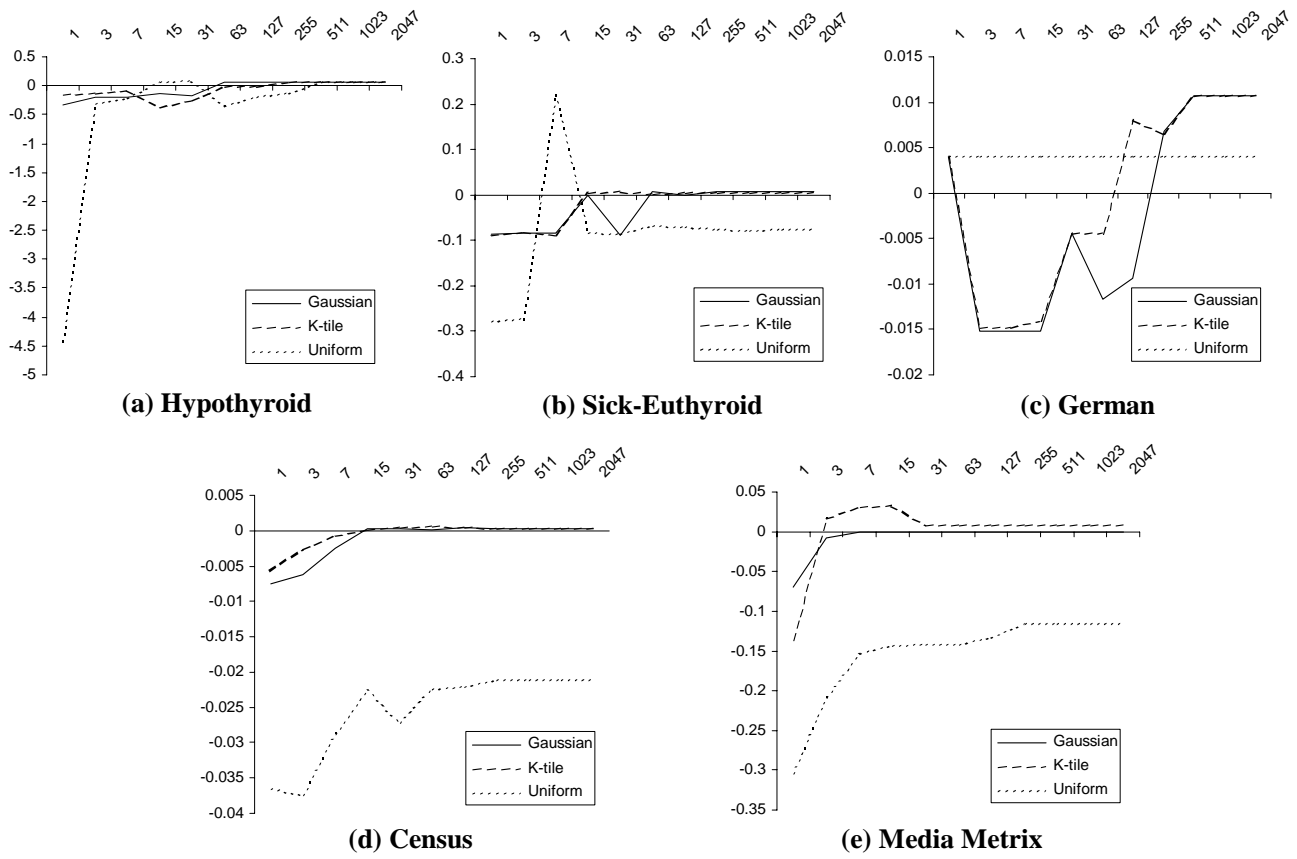 1 3 7 15 31 63 127 255 511 1023 2047
0.5
0
-0.5
-1
-1.5
-2
-2.5
-3
-3.5
-4
-4.5
-5
Gaussian
K-tile
Uniform
(a) Hypothyroid
1 3 7 15 31 63 127 255 511 1023 2047
0.3
0.2
0.1
0
-0.1
-0.2
-0.3
-0.4
Gaussian
K-tile
Uniform
(b) Sick-Euthyroid
1 3 7 15 31 63 127 255 511 1023 2047
0.015
0.01
0.005
0
-0.005
-0.01
-0.015
-0.02
Gaussian
K-tile
Uniform
(c) German
1 3 7 15 31 63 127 255 511 1023 2047
0.005
0
-0.005
-0.01
-0.015
-0.02
-0.025
-0.03
-0.035
-0.04
Gaussian
K-tile
Uniform
(d) Census
1 3 7 15 31 63 127 255 511 1023 2047
0.05
0
-0.05
-0.1
-0.15
-0.2
-0.25
-0.3
-0.35
Gaussian
K-tile
Uniform
(e) Media Metrix